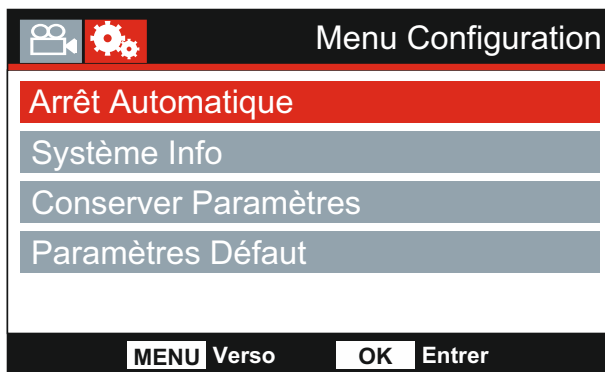 Menu Configuration
Arrêt Automatique
Système Info
Conserver Paramètres
Paramètres Défaut
MENU Verso OK Entrer